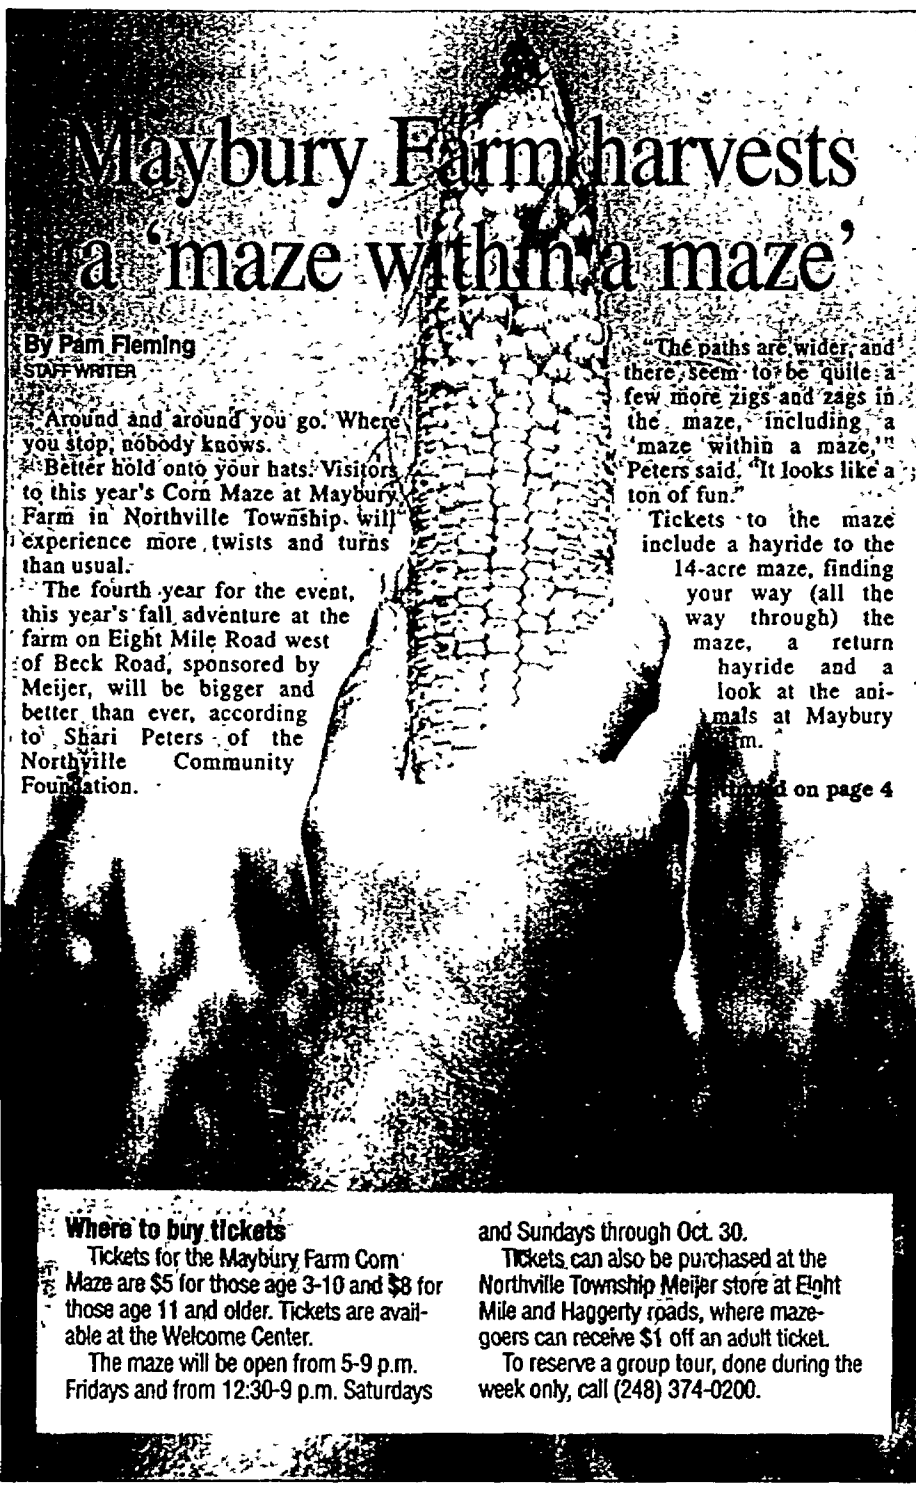 Maybury Farm harvests
a 'maze within a maze'
By Pam Fleming
STAFF WRITER
Around and around you go. Where
you stop, nobody knows.
Better hold onto your hats. Visitors
to this year's Corn Maze at Maybury
Farm in Northville Township will
experience more twists and turns
than usual.
The fourth year for the event,
this year's fall adventure at the
farm on Eight Mile Road west
of Beck Road, sponsored by
Meijer, will be bigger and
better than ever, according
to Shari Peters of the
Northville Community
Foundation.
"The paths are wider, and
there seem to be quite a
few more zigs and zags in
the maze, including a
'maze within a maze,'"
Peters said. "It looks like a
ton of fun."
Tickets to the maze
include a hayride to the
14-acre maze, finding
your way (all the
way through) the
maze, a return
hayride and a
look at the ani-
mals at Maybury
on page 4
Where to buy tickets
Tickets for the Maybury Farm Corn
Maze are $5 for those age 3-10 and $8 for
those age 11 and older. Tickets are avail-
able at the Welcome Center.
The maze will be open from 5-9 p.m.
Fridays and from 12:30-9 p.m. Saturdays
and Sundays through Oct. 30.
Tickets can also be purchased at the
Northville Township Meijer store at Eight
Mile and Haggerty roads, where maze-
goers can receive $1 off an adult ticket.
To reserve a group tour, done during the
week only, call (248) 374-0200.